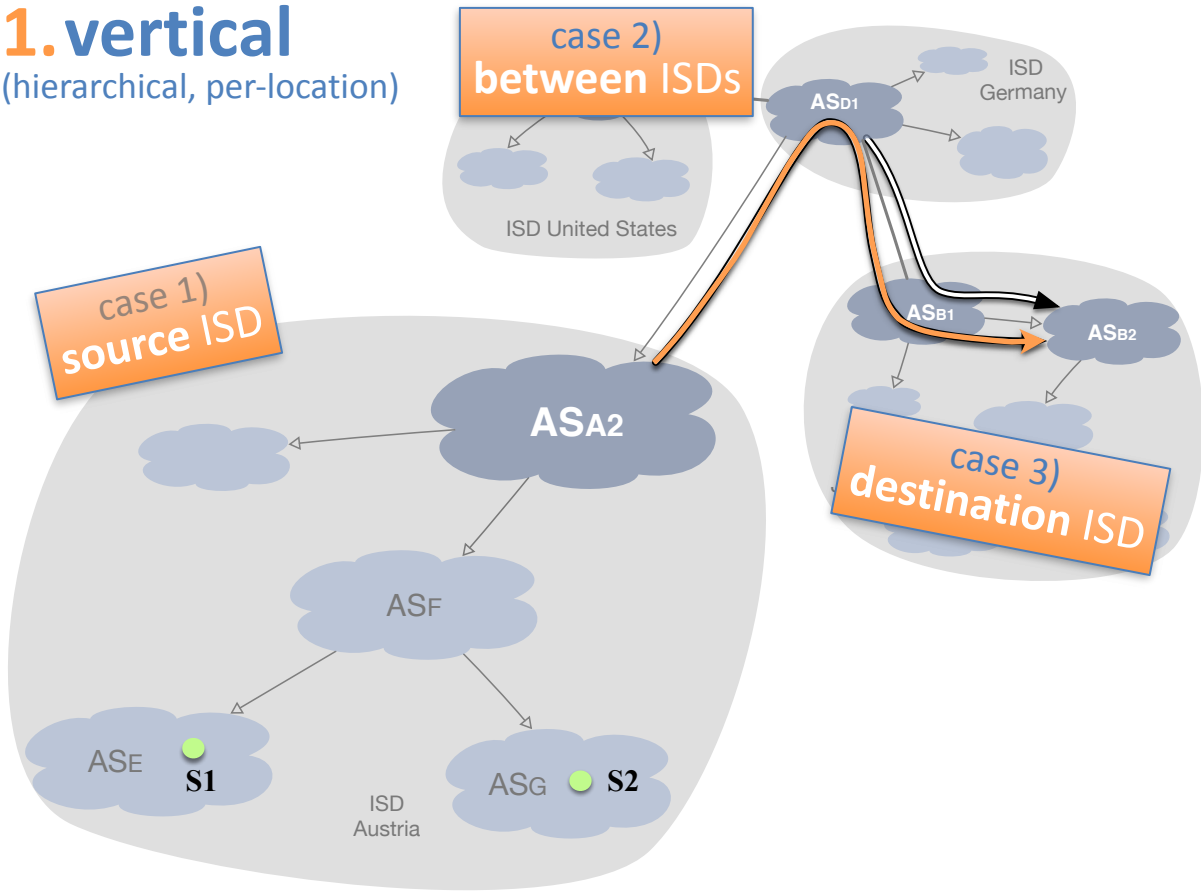 1. vertical
(hierarchical, per-location)
case 2)
between ISDs
ISD
Germany
ASD1
ISD United States
case 1)
source ISD
ASB1
ASB2
ASA2
case 3)
destination ISD
ASF
ASE
S1
ASG
S2
ISD
Austria